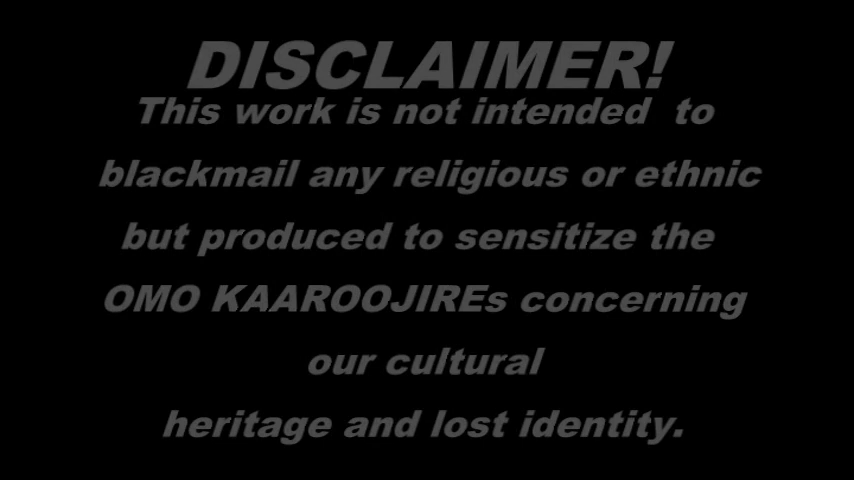 DISCLAIMER!
This work is not intended to
blackmail any religious or ethnic
but produced to sensitize the
OMO KAAROOJIREs concerning
our cultural
heritage and lost identity.